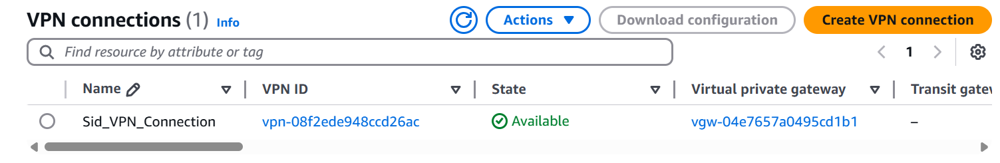 VPN connections (1) Info Actions Download configuration Create VPN connection
Find resource by attribute or tag 1
Name VPN ID State Virtual private gateway Transit gatew
Sid_VPN_Connection vpn-08f2ede948ccd26ac Available vgw-04e7657a0495cd1b1 –